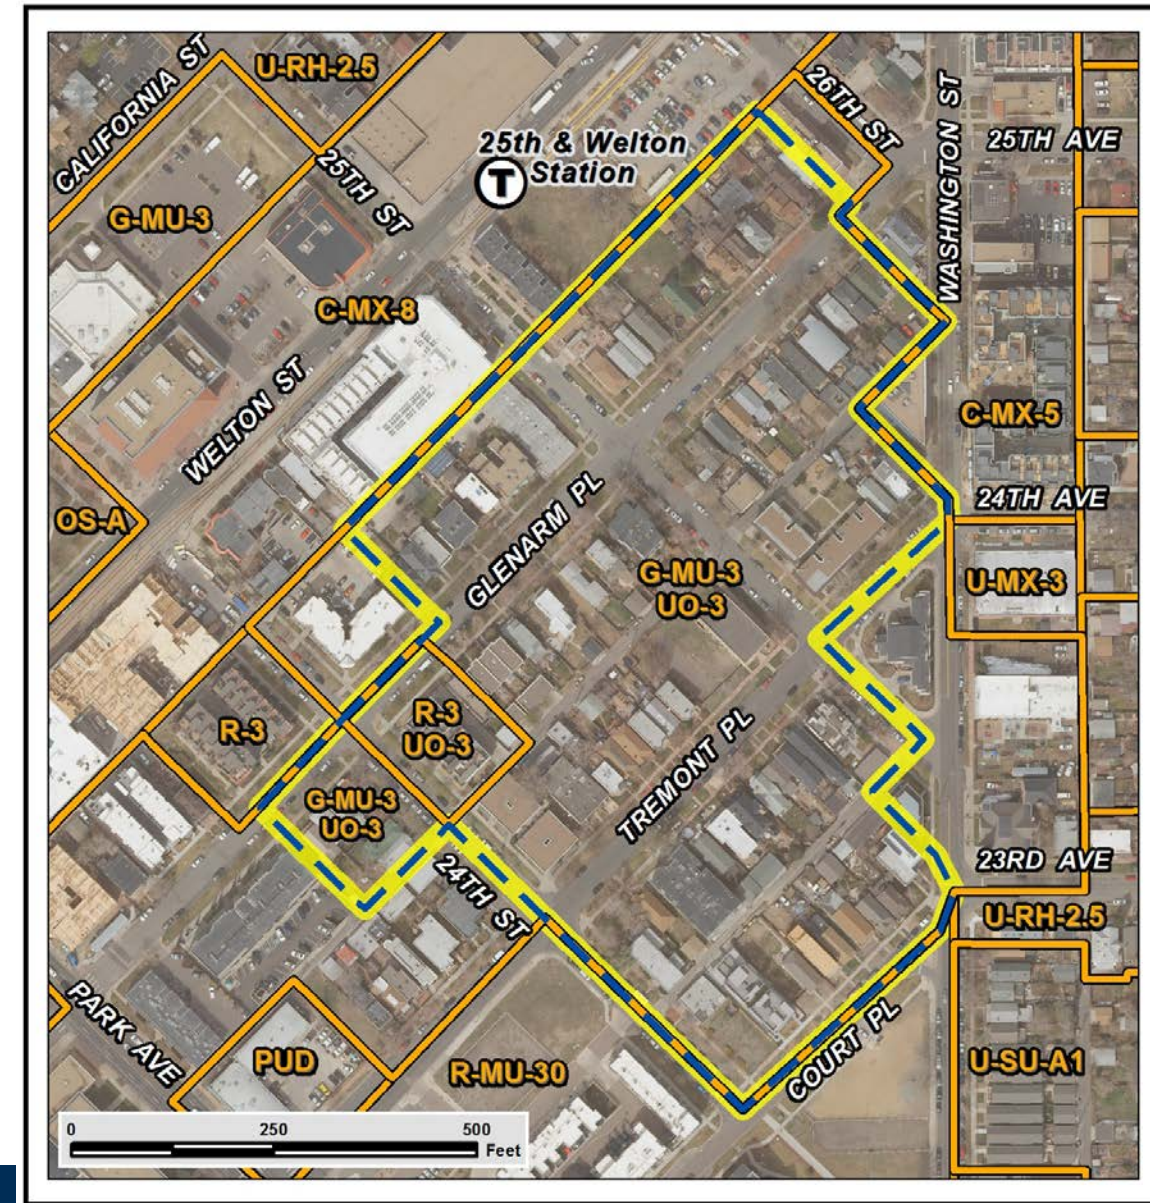 U-RH-2.5
CALIFORNIA ST
26TH ST
WASHINGTON ST
25TH AVE
25th & Welton
Station
T
25TH ST
G-MU-3
C-MX-8
WELTON ST
C-MX-5
24TH AVE
OS-A
GLENARM PL
G-MU-3
UO-3
U-MX-3
R-3
R-3
UO-3
TREMONT PL
G-MU-3
UO-3
23RD AVE
24TH ST
U-RH-2.5
PARK AVE
PUD
R-MU-30
COURT PL
U-SU-A1
0 250 500
Feet